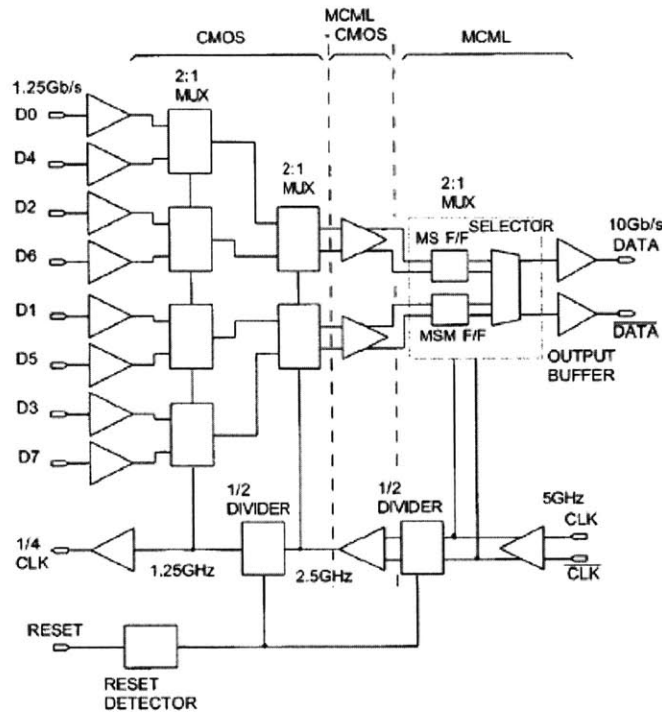 MCML
CMOS
- CMOS
MCML
1.25Gb/s
2:1
MUX
D0
D4
D2
D6
D1
D5
D3
D7
2:1
MUX
2:1
MUX
SELECTOR
MS F/F
MSM F/F
10Gb/s
DATA
DATA
OUTPUT
BUFFER
1/2
DIVIDER
1/2
DIVIDER
5GHz
CLK
CLK
1/4
CLK
1.25GHz
2.5GHz
RESET
RESET
DETECTOR